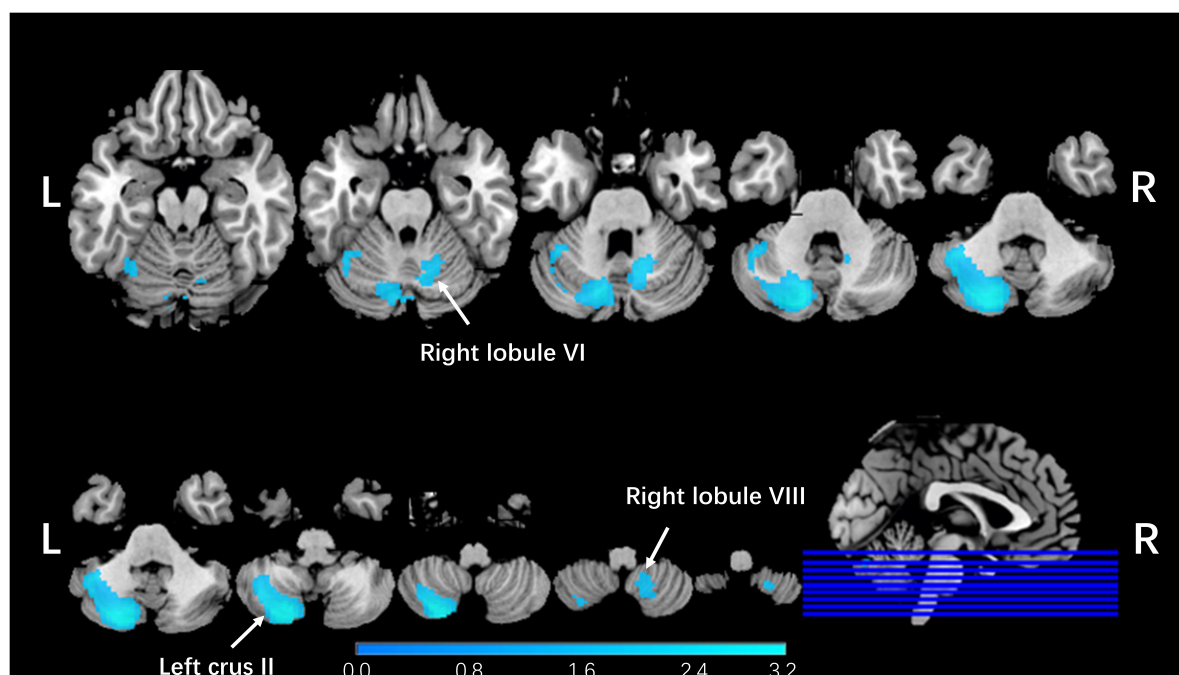 L
R
Right lobule VI
Right lobule VIII
L
R
Left crus II
0.0 0.8 1.6 2.4 3.2